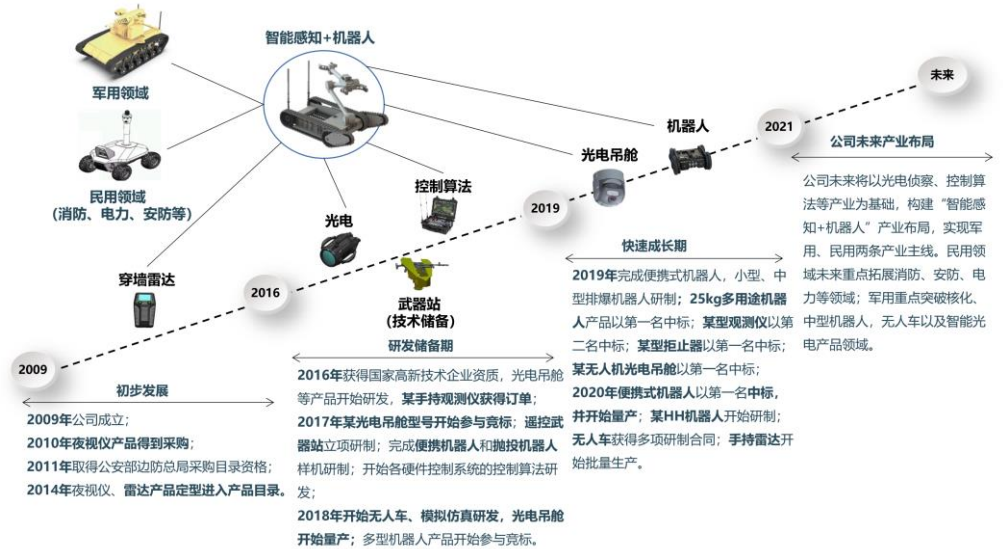 智能感知+机器人
军用领域
民用领域
(消防、电力、安防等)
穿墙雷达
光电
控制算法
武器站
(技术储备)
光电吊舱
机器人
2009
2016
2019
2021
未来
初步发展
2009年公司成立；
2010年夜视仪产品得到采购；
2011年取得公安部边防总局采购目录资格；
2014年夜视仪、雷达产品定型进入产品目录。
研发储备期
2016年获得国家高新技术企业资质，光电吊舱
等产品开始研发，某手持观测仪获得订单；
2017年某光电吊舱型号开始参与竞标；遥控武
器站立项研制；完成便携机器人和抛投机器人
样机研制；开始各硬件控制系统的控制算法研
发；
2018年开始无人车、模拟仿真研发，光电吊舱
开始量产；多型机器人产品开始参与竞标。
快速成长期
2019年完成便携式机器人，小型、中
型排爆机器人研制；25kg多用途机器
人产品以第一名中标；某型观测仪以第
二名中标；某型拒止器以第一名中标；
某无人机光电吊舱以第一名中标；
2020年便携式机器人以第一名中标，
并开始量产；某HH机器人开始研制；
无人车获得多项研制合同；手持雷达开
始批量生产。
公司未来产业布局
公司未来将以光电侦察、控制算
法等产业为基础，构建“智能感
知+机器人”产业布局，实现军
用、民用两条产业主线。民用领
域未来重点拓展消防、安防、电
力等领域；军用重点突破核化、
中型机器人，无人车以及智能光
电产品领域。